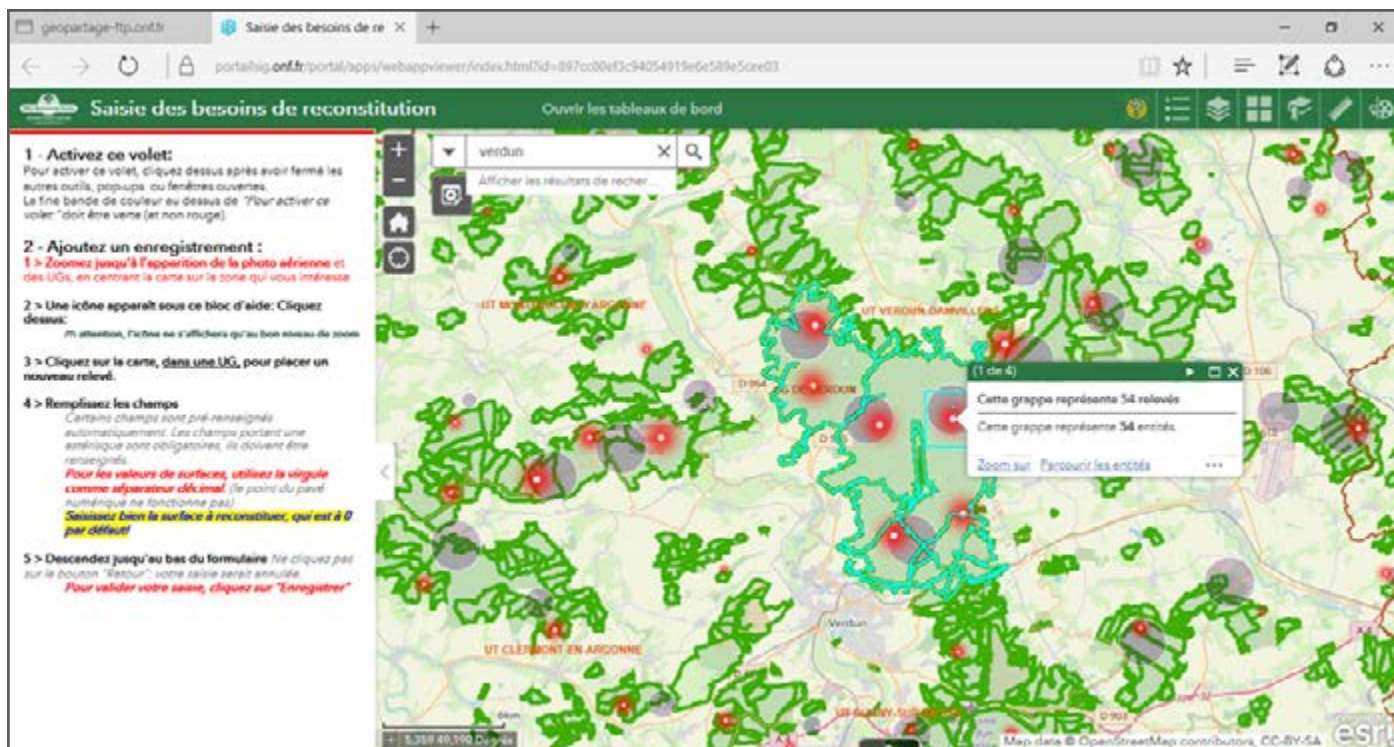 geopartage-ftp.onf.fr
Saisie des besoins de re
portailsig.onf.fr/portal/apps/webappviewer/index.html?id=
Saisie des besoins de reconstitution
Ouvrir les tableaux de bord
1 - Activez ce volet:
Pour activer ce volet, cliquez dessus après avoir fermé les
autres outils, pop-ups ou fenêtres ouvertes.
La fine bande de couleur au dessus de "Pour activer ce
volet" doit être verte (et non rouge).
2 - Ajoutez un enregistrement :
1 > Zoomez jusqu'à l'apparition de la photo aérienne et
des UGs, en centrant la carte sur la zone qui vous intéresse.
2 > Une icône apparaît sous ce bloc d'aide: Cliquez
dessus:
attention, l'icône ne s'affichera qu'au bon niveau de zoom
3 > Cliquez sur la carte, dans une UG, pour placer un
nouveau relevé.
4 > Remplissez les champs
Certains champs sont pré-renseignés
automatiquement. Les champs portant une
astérisque sont obligatoires, ils doivent être
renseignés.
Pour les valeurs de surfaces, utilisez la virgule
comme séparateur décimal (le point du pavé
numérique ne fonctionne pas)
Saisissez bien la surface à reconstituer, qui est à 0
par défaut!
5 > Descendez jusqu'au bas du formulaire Ne cliquez pas
sur le bouton "Retour": votre saisie serait annulée.
Pour valider votre saisie, cliquez sur "Enregistrer"
verdun
Afficher les résultats de recher...
UT VERDUN
D 964
D 106
(1 de 4)
Cette grappe représente 54 relevés
Cette grappe représente 54 entités.
Zoom sur
Parcourir les entités
UT CLERMONT EN ARGONNE
Verdun
D 903
6km
5,359 49,190 Degrés
Map data © OpenStreetMap contributors, CC-BY-SA
esri